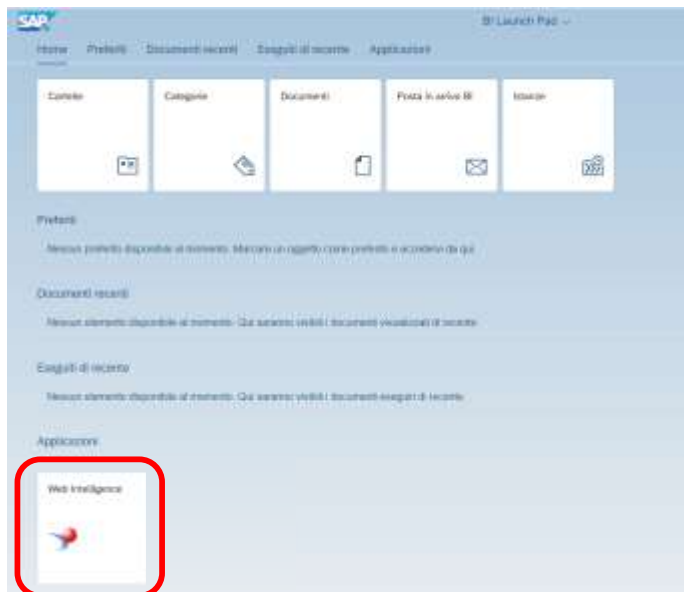 SAP
BI Launch Pad
Home Preferiti Documenti recenti Eseguiti di recente Applicazioni
Cartelle Categorie Documenti Posta in arrivo BI Istanze
Preferiti
Nessun preferito disponibile al momento. Marcare un oggetto come preferito e accedervi da qui.
Documenti recenti
Nessun elemento disponibile al momento. Qui saranno visibili i documenti visualizzati di recente.
Eseguiti di recente
Nessun elemento disponibile al momento. Qui saranno visibili i documenti eseguiti di recente.
Applicazioni
Web Intelligence